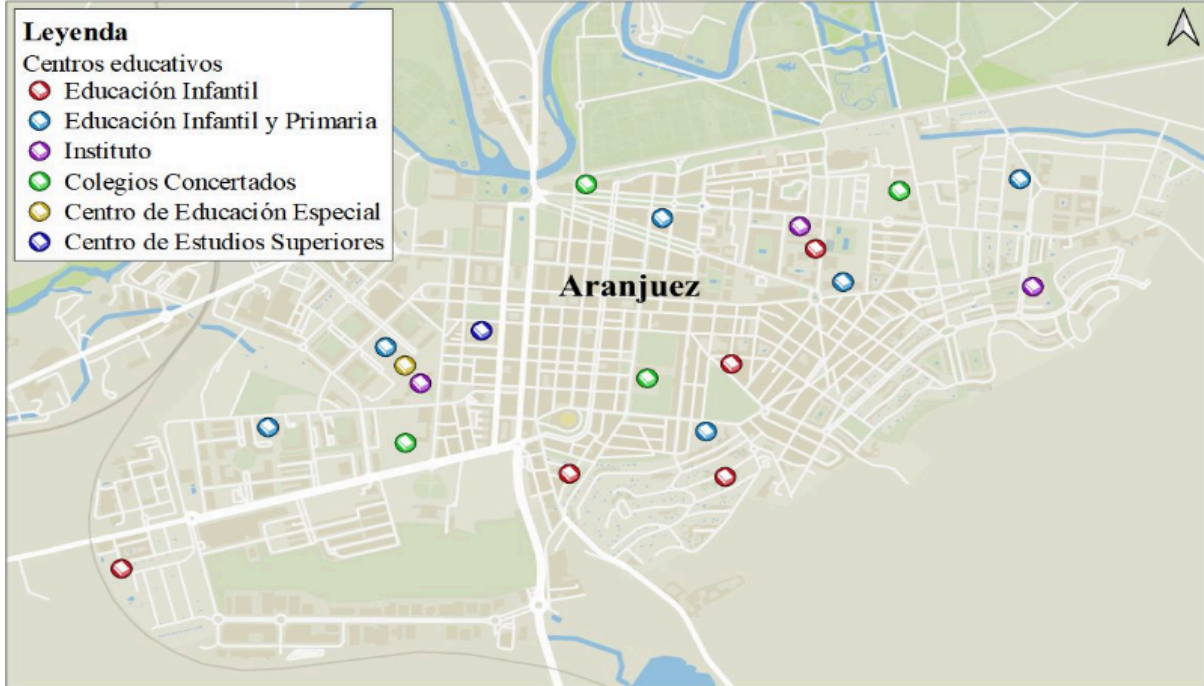 Leyenda
Centros educativos
Educación Infantil
Educación Infantil y Primaria
Instituto
Colegios Concertados
Centro de Educación Especial
Centro de Estudios Superiores
Aranjuez